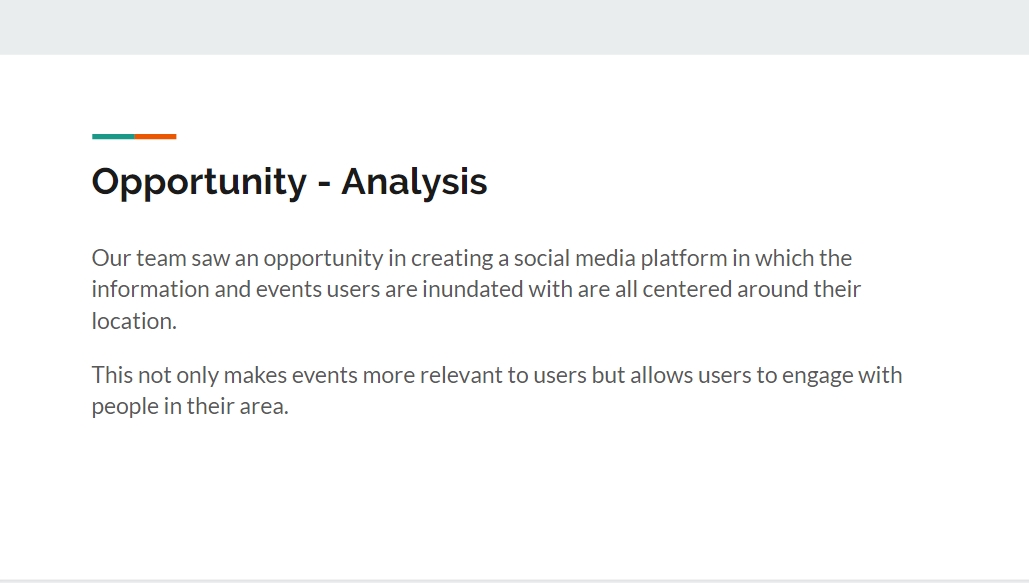 Opportunity - Analysis
Our team saw an opportunity in creating a social media platform in which the
information and events users are inundated with are all centered around their
location.
This not only makes events more relevant to users but allows users to engage with
people in their area.